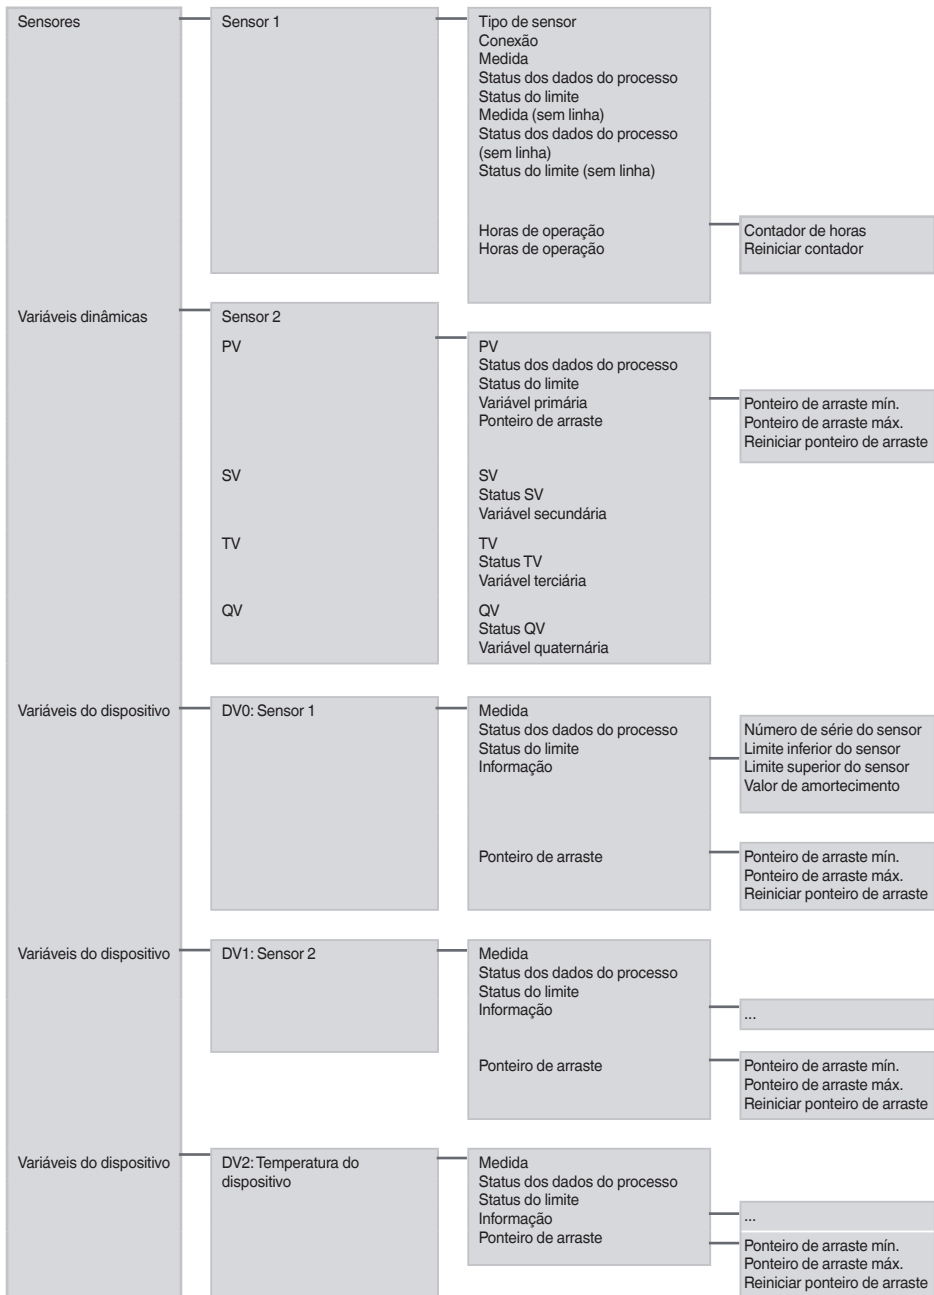 Sensores
Sensor 1
Tipo de sensor
Conexão
Medida
Status dos dados do processo
Status do limite
Medida (sem linha)
Status dos dados do processo
(sem linha)
Status do limite (sem linha)
Horas de operação
Horas de operação
Contador de horas
Reiniciar contador
Variáveis dinâmicas
Sensor 2
PV
PV
Status dos dados do processo
Status do limite
Variável primária
Ponteiro de arraste
Ponteiro de arraste mín.
Ponteiro de arraste máx.
Reiniciar ponteiro de arraste
SV
SV
Status SV
Variável secundária
TV
TV
Status TV
Variável terciária
QV
QV
Status QV
Variável quaternária
Variáveis do dispositivo
DV0: Sensor 1
Medida
Status dos dados do processo
Status do limite
Informação
Número de série do sensor
Limite inferior do sensor
Limite superior do sensor
Valor de amortecimento
Ponteiro de arraste
Ponteiro de arraste mín.
Ponteiro de arraste máx.
Reiniciar ponteiro de arraste
Variáveis do dispositivo
DV1: Sensor 2
Medida
Status dos dados do processo
Status do limite
Informação
...
Ponteiro de arraste
Ponteiro de arraste mín.
Ponteiro de arraste máx.
Reiniciar ponteiro de arraste
Variáveis do dispositivo
DV2: Temperatura do
dispositivo
Medida
Status dos dados do processo
Status do limite
Informação
Ponteiro de arraste
...
Ponteiro de arraste mín.
Ponteiro de arraste máx.
Reiniciar ponteiro de arraste